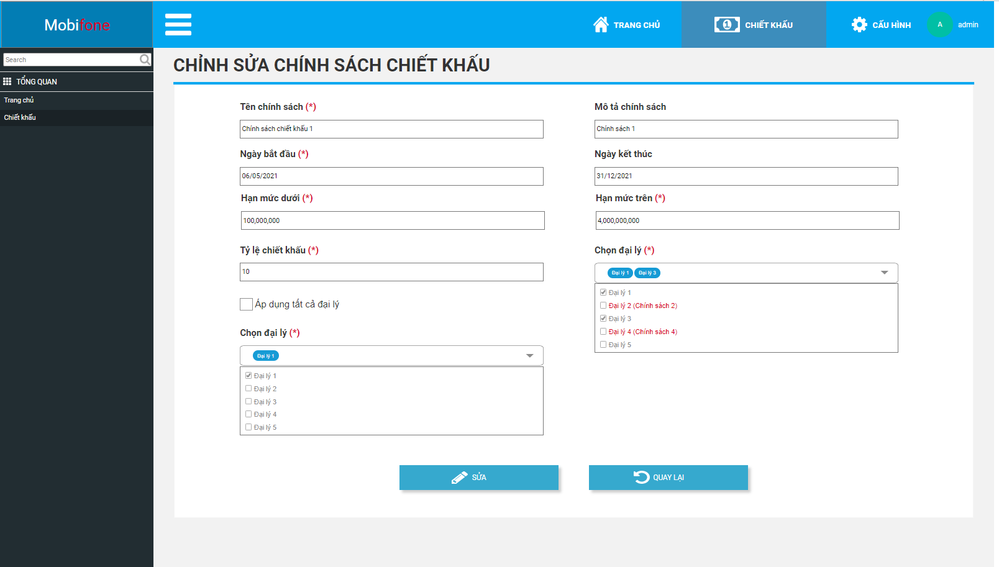 Mobifone
TRANG CHỦ
CHIẾT KHẤU
CẤU HÌNH
A
admin
Search
TỔNG QUAN
Trang chủ
Chiết khấu
CHỈNH SỬA CHÍNH SÁCH CHIẾT KHẤU
Tên chính sách (*)
Mô tả chính sách
Chính sách chiết khấu 1
Chính sách 1
Ngày bắt đầu (*)
Ngày kết thúc
06/05/2021
31/12/2021
Hạn mức dưới (*)
Hạn mức trên (*)
100,000,000
4,000,000,000
Tỷ lệ chiết khấu (*)
Chọn đại lý (*)
10
Đại lý 1
Đại lý 3
Đại lý 1
Đại lý 2 (Chính sách 2)
Đại lý 3
Đại lý 4 (Chính sách 4)
Đại lý 5
Áp dụng tất cả đại lý
Chọn đại lý (*)
Đại lý 1
Đại lý 1
Đại lý 2
Đại lý 3
Đại lý 4
Đại lý 5
SỬA
QUAY LẠI